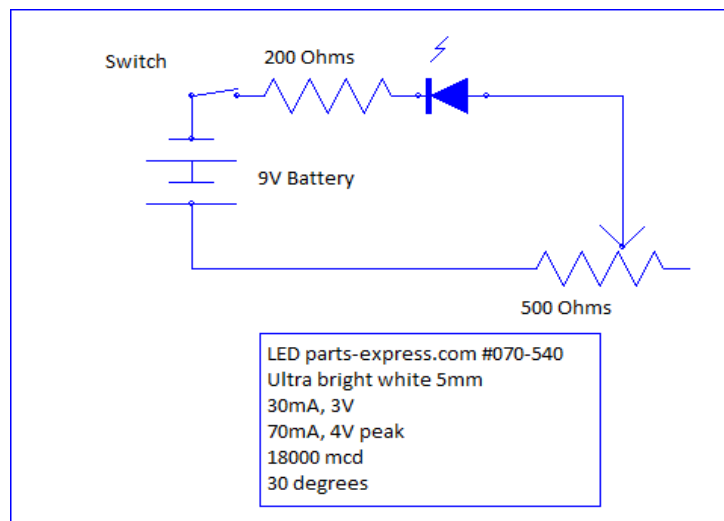 Switch
200 Ohms
9V Battery
500 Ohms
LED parts-express.com #070-540
Ultra bright white 5mm
30mA, 3V
70mA, 4V peak
18000 mcd
30 degrees